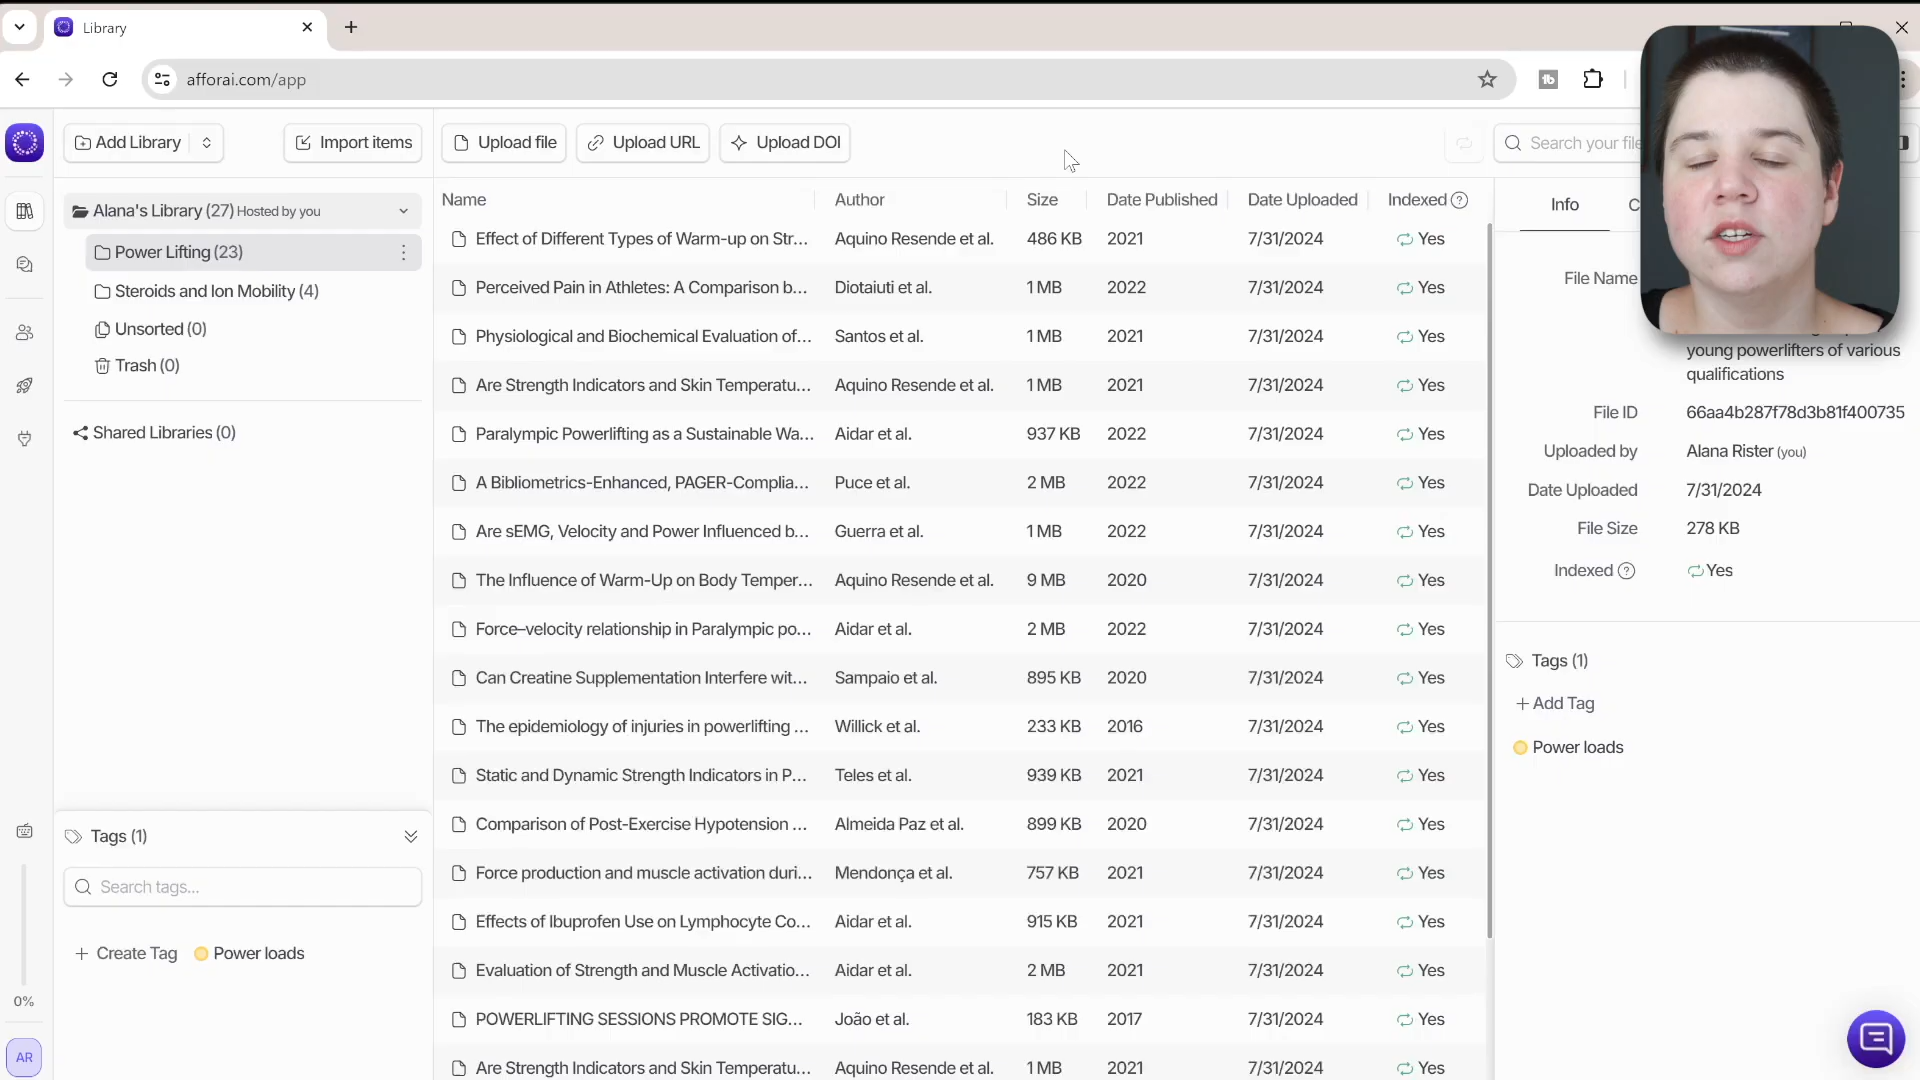 Library
afforai.com/app
Add Library
Import items
Upload file
Upload URL
Upload DOI
Search your file
Alana's Library (27) Hosted by you
Power Lifting (23)
Steroids and Ion Mobility (4)
Unsorted (0)
Trash (0)
Shared Libraries (0)
Tags (1)
Search tags...
+ Create Tag Power loads
0%
AR
Name Author Size Date Published Date Uploaded Indexed ?
Effect of Different Types of Warm-up on Str... Aquino Resende et al. 486 KB 2021 7/31/2024 Yes
Perceived Pain in Athletes: A Comparison b... Diotaiuti et al. 1 MB 2022 7/31/2024 Yes
Physiological and Biochemical Evaluation of... Santos et al. 1 MB 2021 7/31/2024 Yes
Are Strength Indicators and Skin Temperatu... Aquino Resende et al. 1 MB 2021 7/31/2024 Yes
Paralympic Powerlifting as a Sustainable Wa... Aidar et al. 937 KB 2022 7/31/2024 Yes
A Bibliometrics-Enhanced, PAGER-Complia... Puce et al. 2 MB 2022 7/31/2024 Yes
Are sEMG, Velocity and Power Influenced b... Guerra et al. 1 MB 2022 7/31/2024 Yes
The Influence of Warm-Up on Body Temper... Aquino Resende et al. 9 MB 2020 7/31/2024 Yes
Force–velocity relationship in Paralympic po... Aidar et al. 2 MB 2022 7/31/2024 Yes
Can Creatine Supplementation Interfere wit... Sampaio et al. 895 KB 2020 7/31/2024 Yes
The epidemiology of injuries in powerlifting ... Willick et al. 233 KB 2016 7/31/2024 Yes
Static and Dynamic Strength Indicators in P... Teles et al. 939 KB 2021 7/31/2024 Yes
Comparison of Post-Exercise Hypotension ... Almeida Paz et al. 899 KB 2020 7/31/2024 Yes
Force production and muscle activation duri... Mendonça et al. 757 KB 2021 7/31/2024 Yes
Effects of Ibuprofen Use on Lymphocyte Co... Aidar et al. 915 KB 2021 7/31/2024 Yes
Evaluation of Strength and Muscle Activatio... Aidar et al. 2 MB 2021 7/31/2024 Yes
POWERLIFTING SESSIONS PROMOTE SIG... João et al. 183 KB 2017 7/31/2024 Yes
Are Strength Indicators and Skin Temperatu... Aquino Resende et al. 1 MB 2021 7/31/2024 Yes
Info C
File Name
young powerlifters of various
qualifications
File ID 66aa4b287f78d3b81f400735
Uploaded by Alana Rister (you)
Date Uploaded 7/31/2024
File Size 278 KB
Indexed ? Yes
Tags (1)
+ Add Tag
Power loads